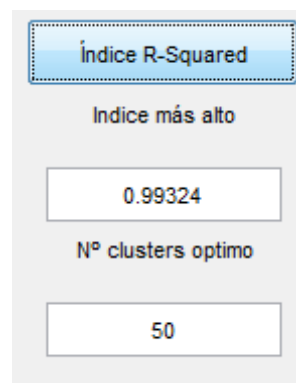 Índice R-Squared
Indice más alto
0.99324
Nº clusters optimo
50